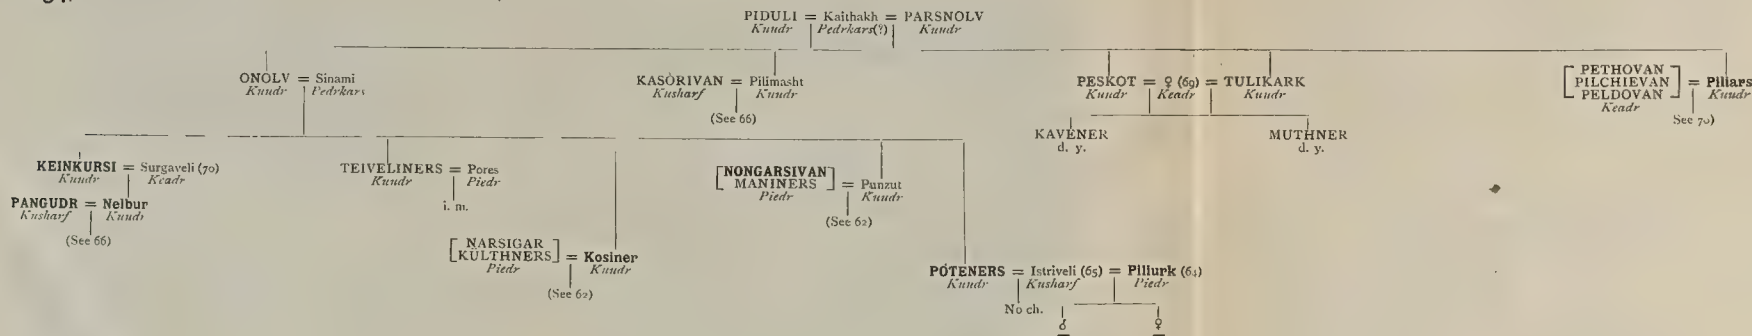 PIDULI = Kaithakh = PARSNOLV
Kuudr Pedrkars(?) Kuudr
ONOLV = Sinami
Kuudr Pedrkars
KASÒRIVAN = Pilimasht
Kusharf Kuudr
(See 66)
PESKOT = ♀ (69) = TULIKARK
Kuudr Keadr Kuudr
KAVENER
d. y.
MUTHNER
d. y.
[PETHOVAN
PILCHIEVAN
PELDOVAN] = Piliars
Keadr Kuudr
See 70)
KEINKURSI = Surgaveli (70)
Kuudr Keadr
PANGUDR = Nelbur
Kusharf Kuudr
(See 66)
TEIVELINERS = Pores
Kuudr Piedr
i. m.
[NARSIGAR
KÜLTHNERS] = Kosiner
Piedr Kuudr
(See 62)
[NONGARSIVAN
MANINERS] = Punzut
Piedr Kuudr
(See 62)
PÓTENERS = Istriveli (65) = Piliurk (64)
Kuudr Kusharf Piedr
No ch.
♂ ♀